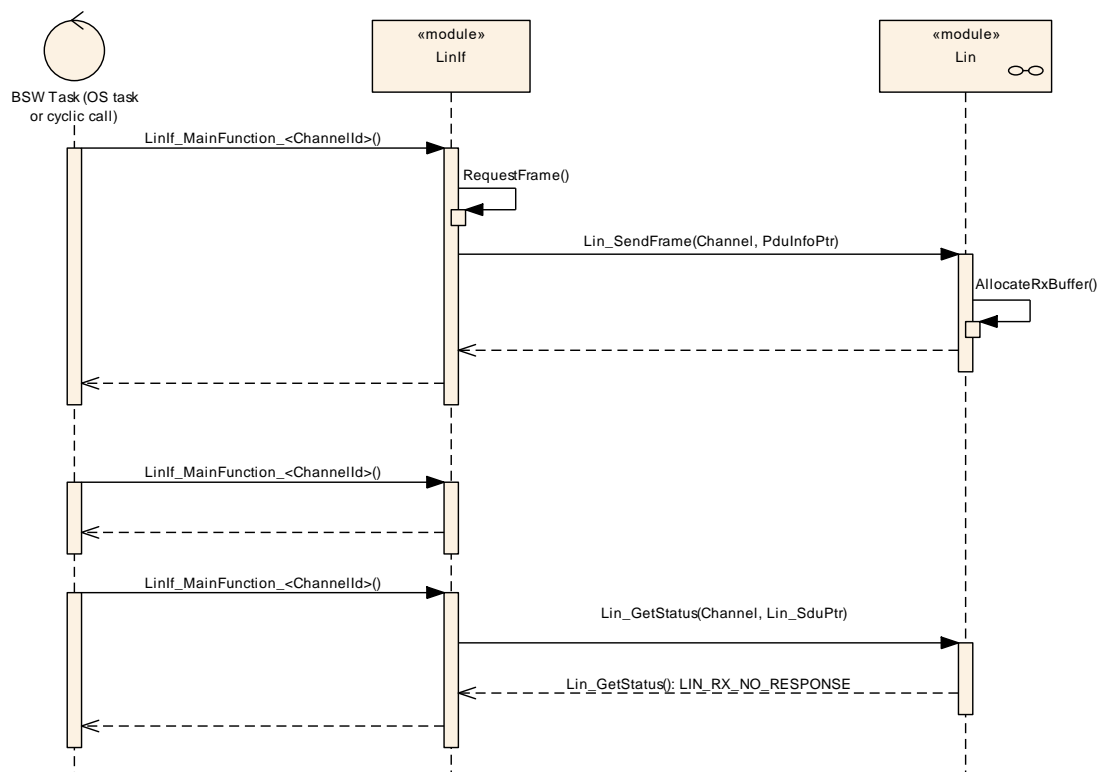 «module»
LinIf
«module»
Lin
BSW Task (OS task
or cyclic call)
LinIf_MainFunction_<ChannelId>()
RequestFrame()
Lin_SendFrame(Channel, PduInfoPtr)
AllocateRxBuffer()
LinIf_MainFunction_<ChannelId>()
LinIf_MainFunction_<ChannelId>()
Lin_GetStatus(Channel, Lin_SduPtr)
Lin_GetStatus(): LIN_RX_NO_RESPONSE